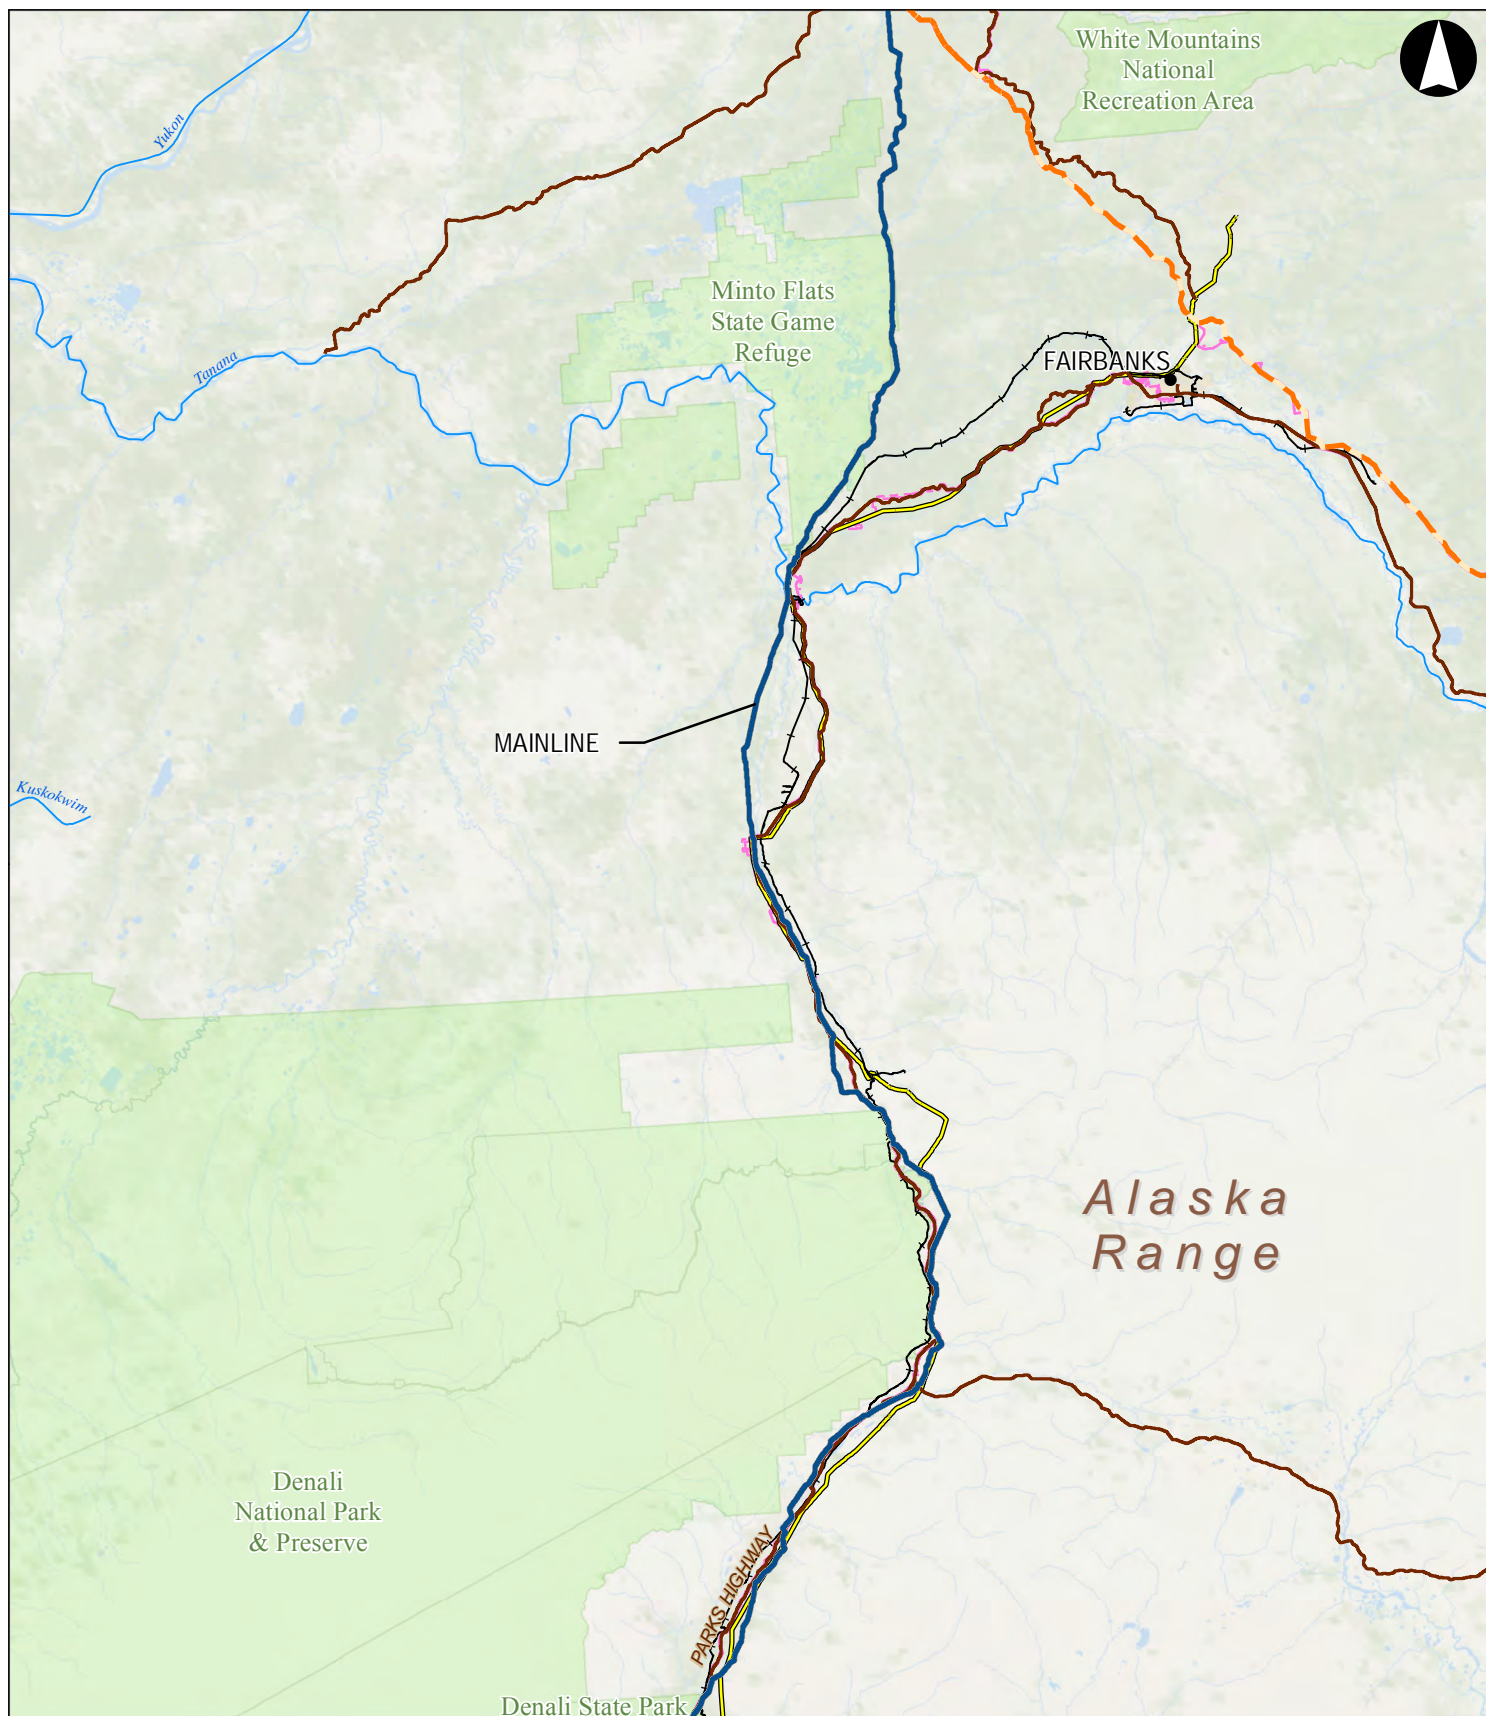 White Mountains
National
Recreation Area
Yukon
Minto Flats
State Game
Refuge
Tanana
FAIRBANKS
MAINLINE
Kuskokwim
Alaska
Range
Denali
National Park
& Preserve
PARKS HIGHWAY
Denali State Park